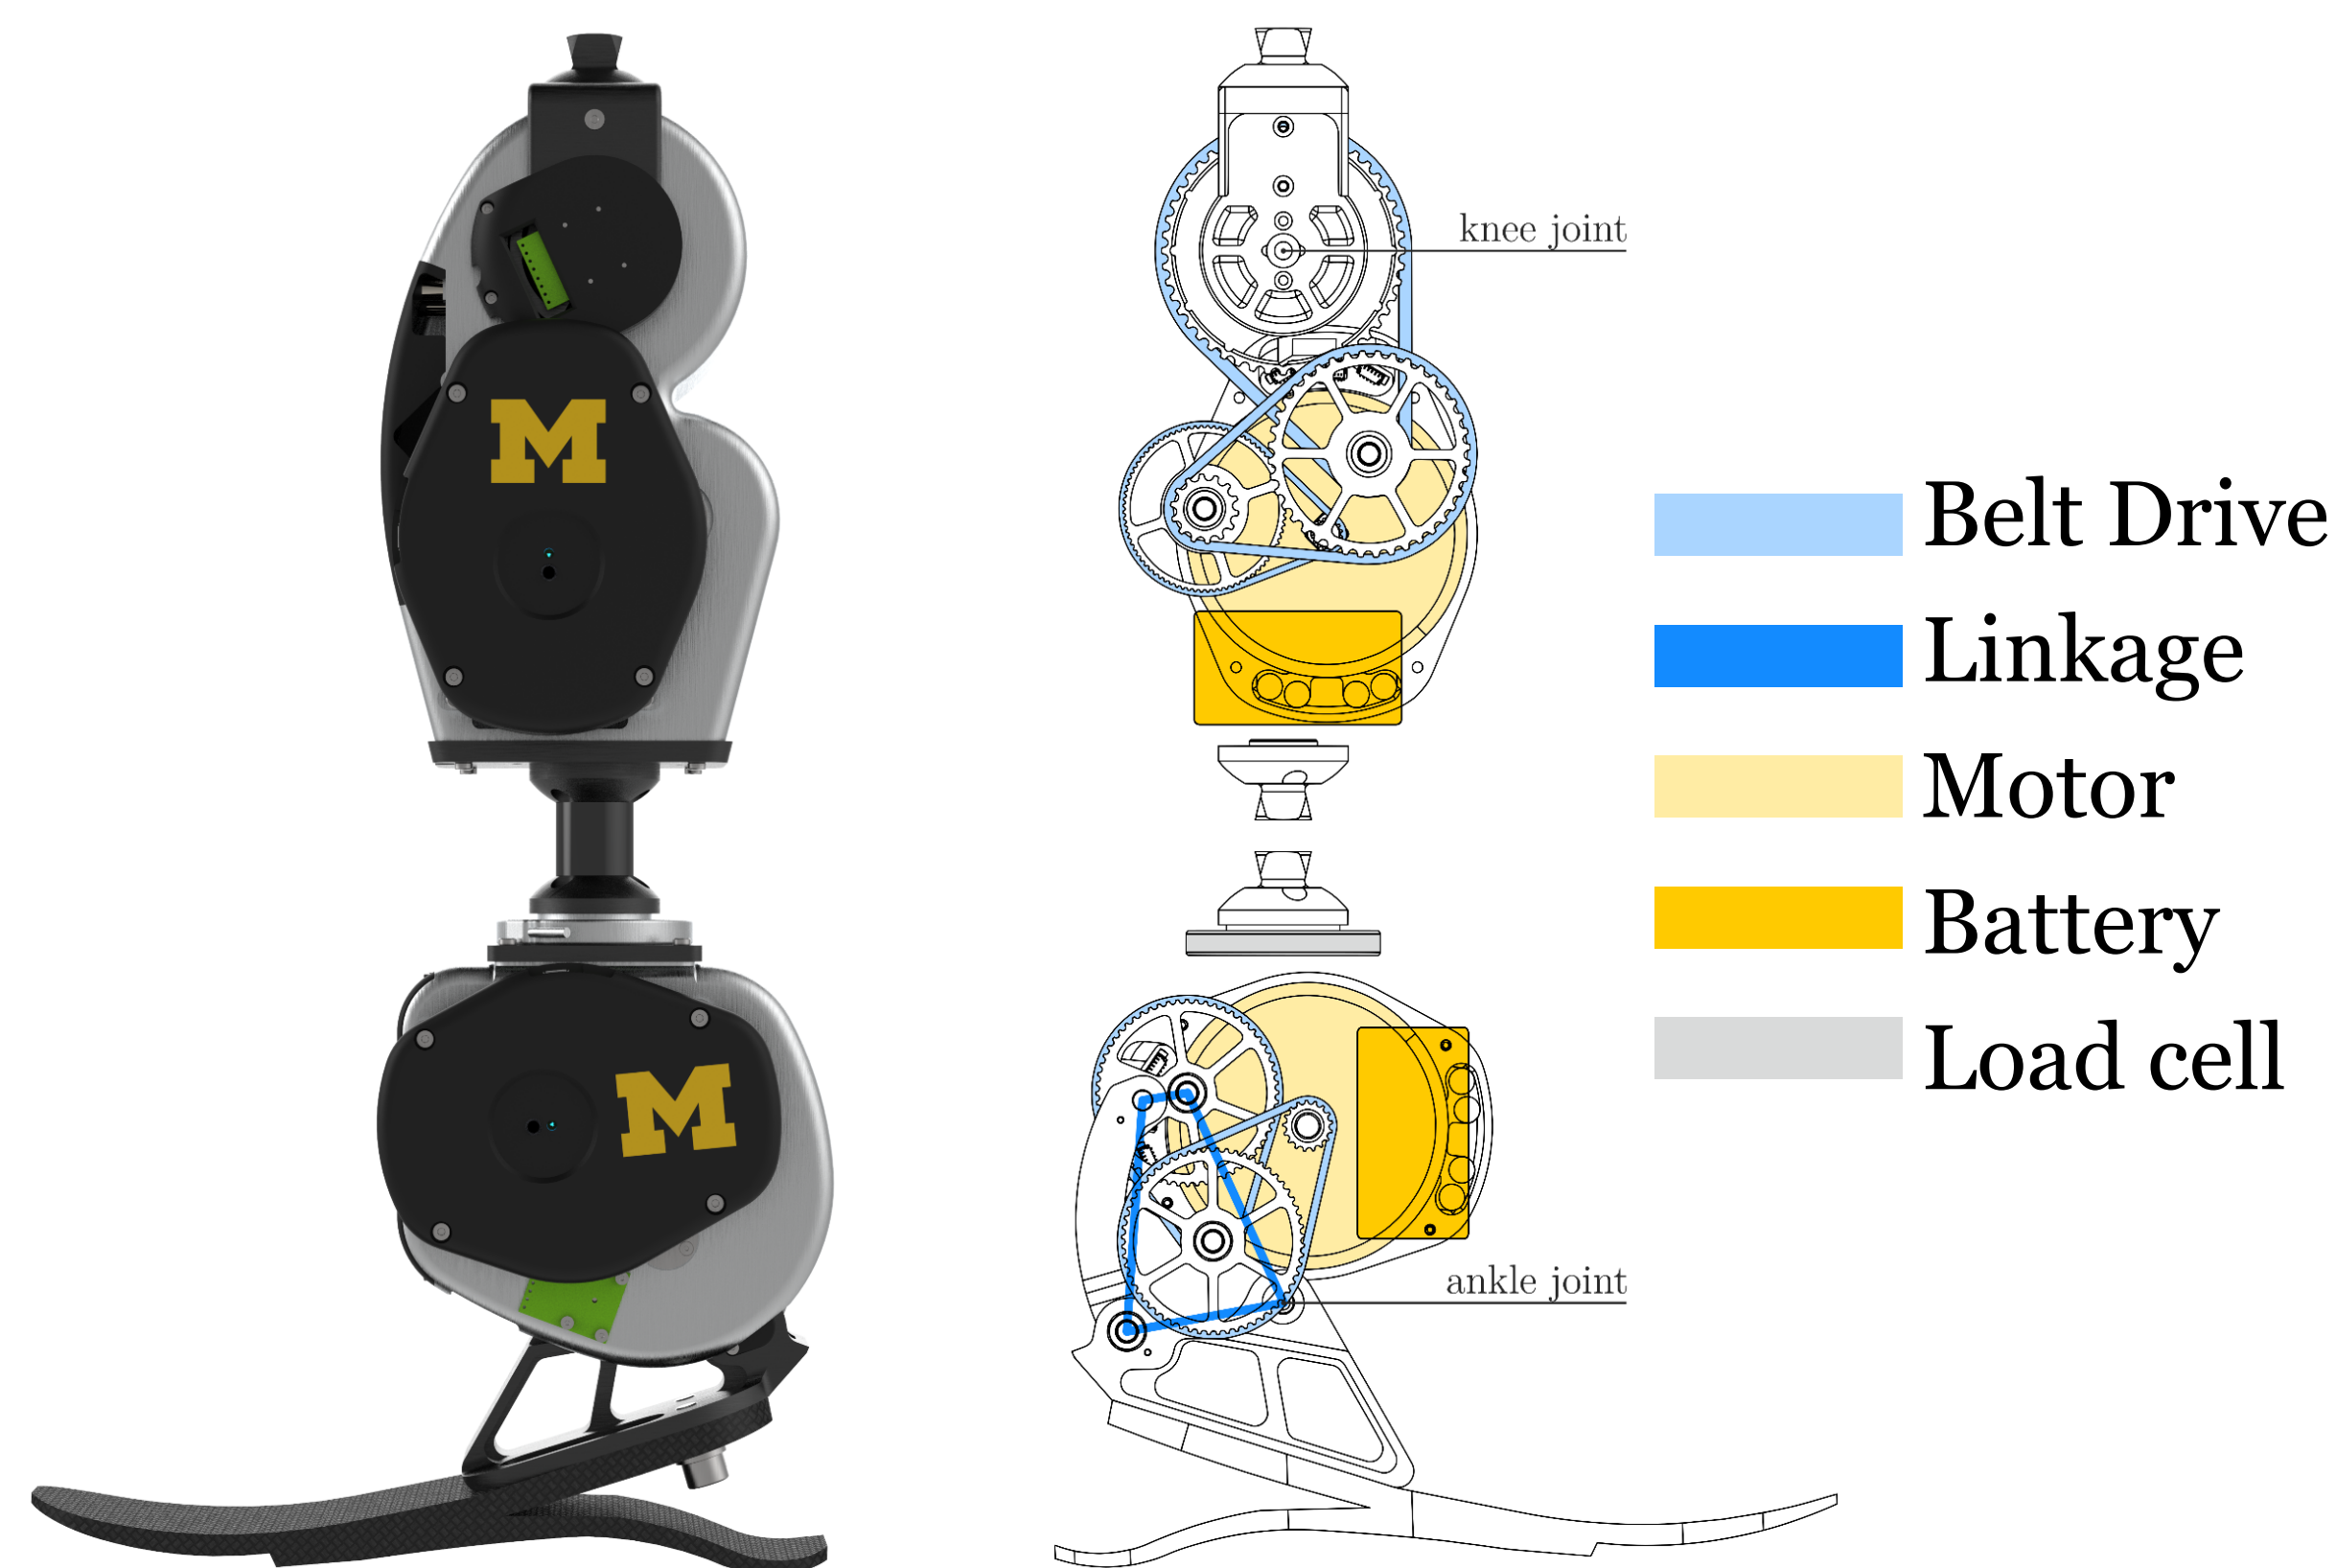 M
M
knee joint
ankle joint
Belt Drive
Linkage
Motor
Battery
Load cell